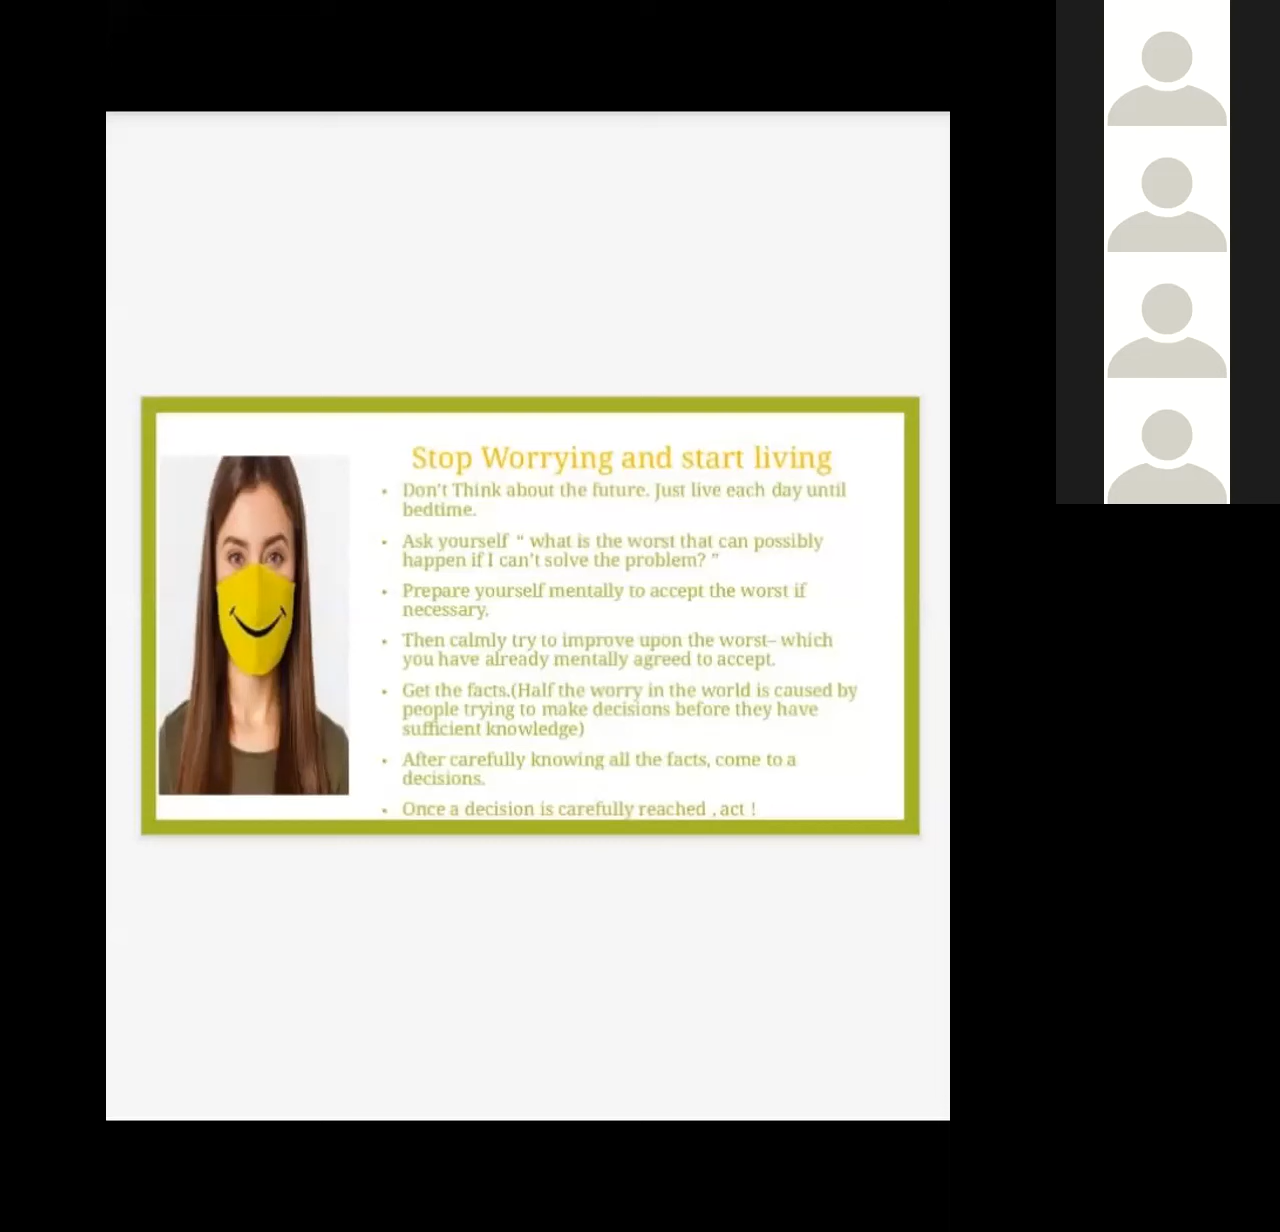 Stop Worrying and start living
• Don't Think about the future. Just live each day until
bedtime.
• Ask yourself " what is the worst that can possibly
happen if I can't solve the problem? "
• Prepare yourself mentally to accept the worst if
necessary.
• Then calmly try to improve upon the worst– which
you have already mentally agreed to accept.
• Get the facts.(Half the worry in the world is caused by
people trying to make decisions before they have
sufficient knowledge)
• After carefully knowing all the facts, come to a
decisions.
• Once a decision is carefully reached , act !